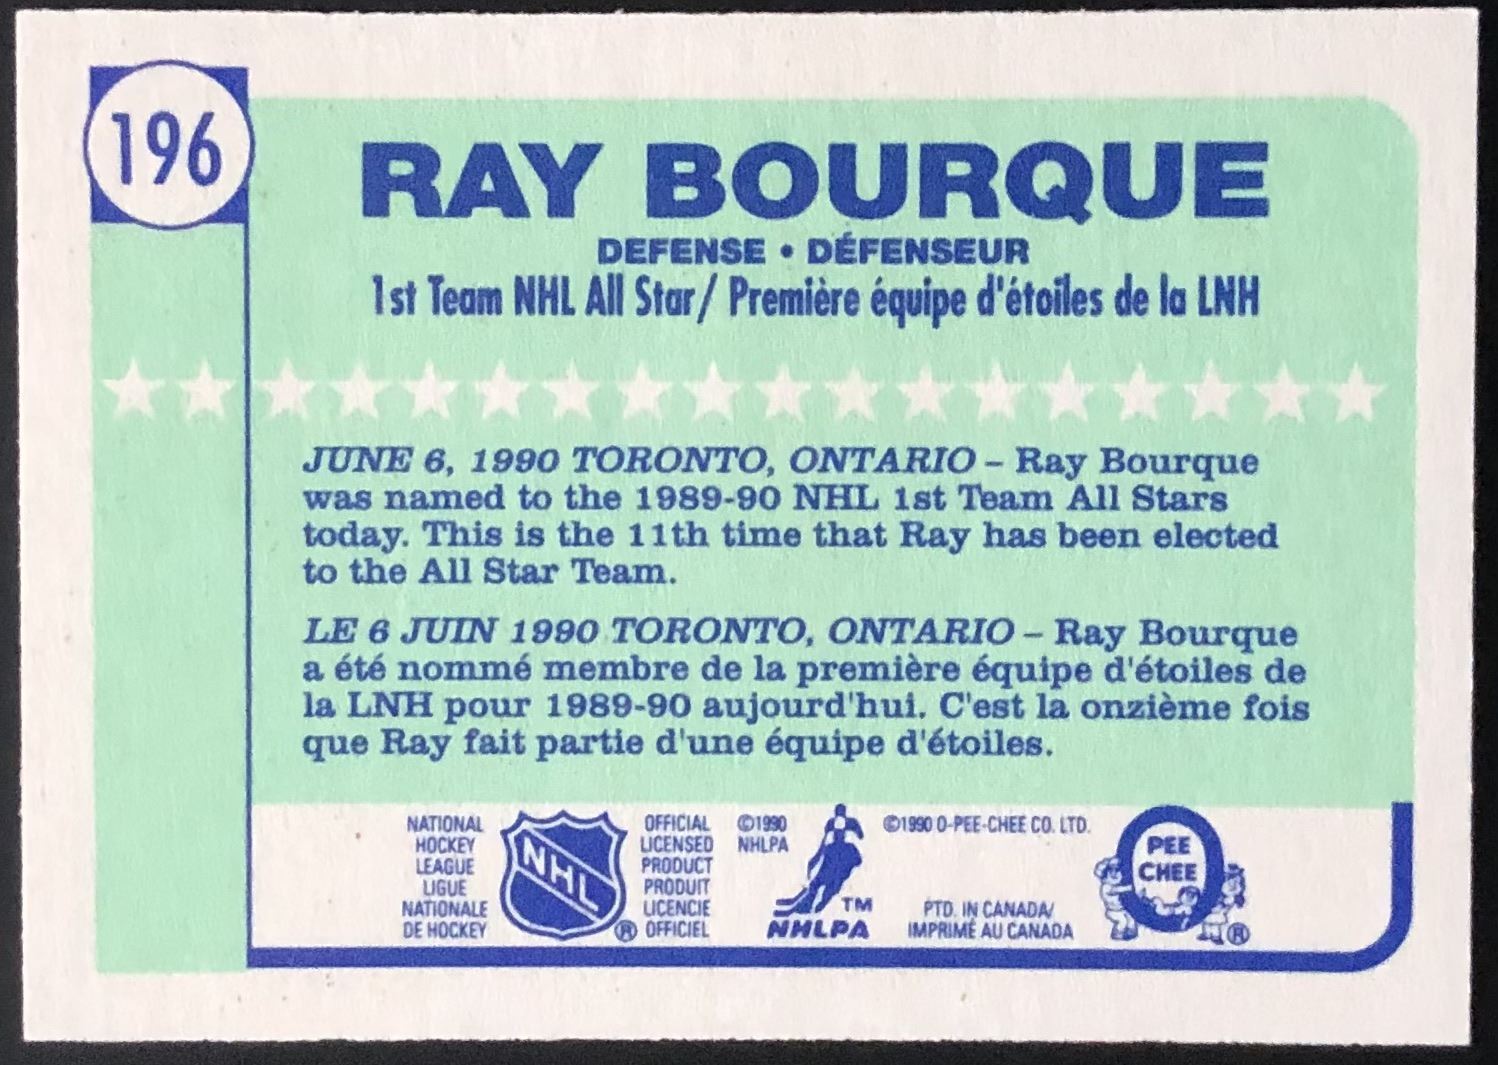 196
RAY BOURQUE
DEFENSE • DÉFENSEUR
1st Team NHL All Star/ Première équipe d'étoiles de la LNH
JUNE 6, 1990 TORONTO, ONTARIO – Ray Bourque
was named to the 1989-90 NHL 1st Team All Stars
today. This is the 11th time that Ray has been elected
to the All Star Team.
LE 6 JUIN 1990 TORONTO, ONTARIO – Ray Bourque
a été nommé membre de la première équipe d'étoiles de
la LNH pour 1989-90 aujourd'hui. C'est la onzième fois
que Ray fait partie d'une équipe d'étoiles.
NATIONAL
HOCKEY
LEAGUE
LIGUE
NATIONALE
DE HOCKEY
NHL
®
OFFICIAL
LICENSED
PRODUCT
PRODUIT
LICENCIE
OFFICIEL
©1990
NHLPA
TM
NHLPA
©1990 O-PEE-CHEE CO. LTD.
PTD. IN CANADA/
IMPRIMÉ AU CANADA
O
PEE
CHEE
®